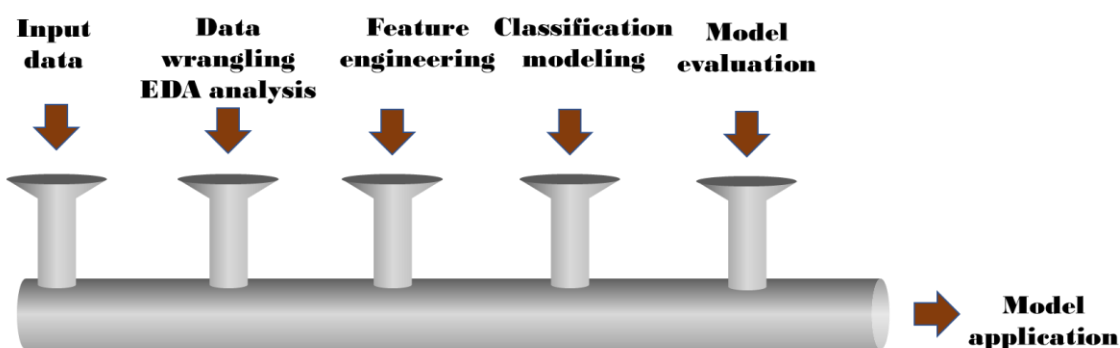 Input
data
Data
wrangling
EDA analysis
Feature
engineering
Classification
modeling
Model
evaluation
Model
application